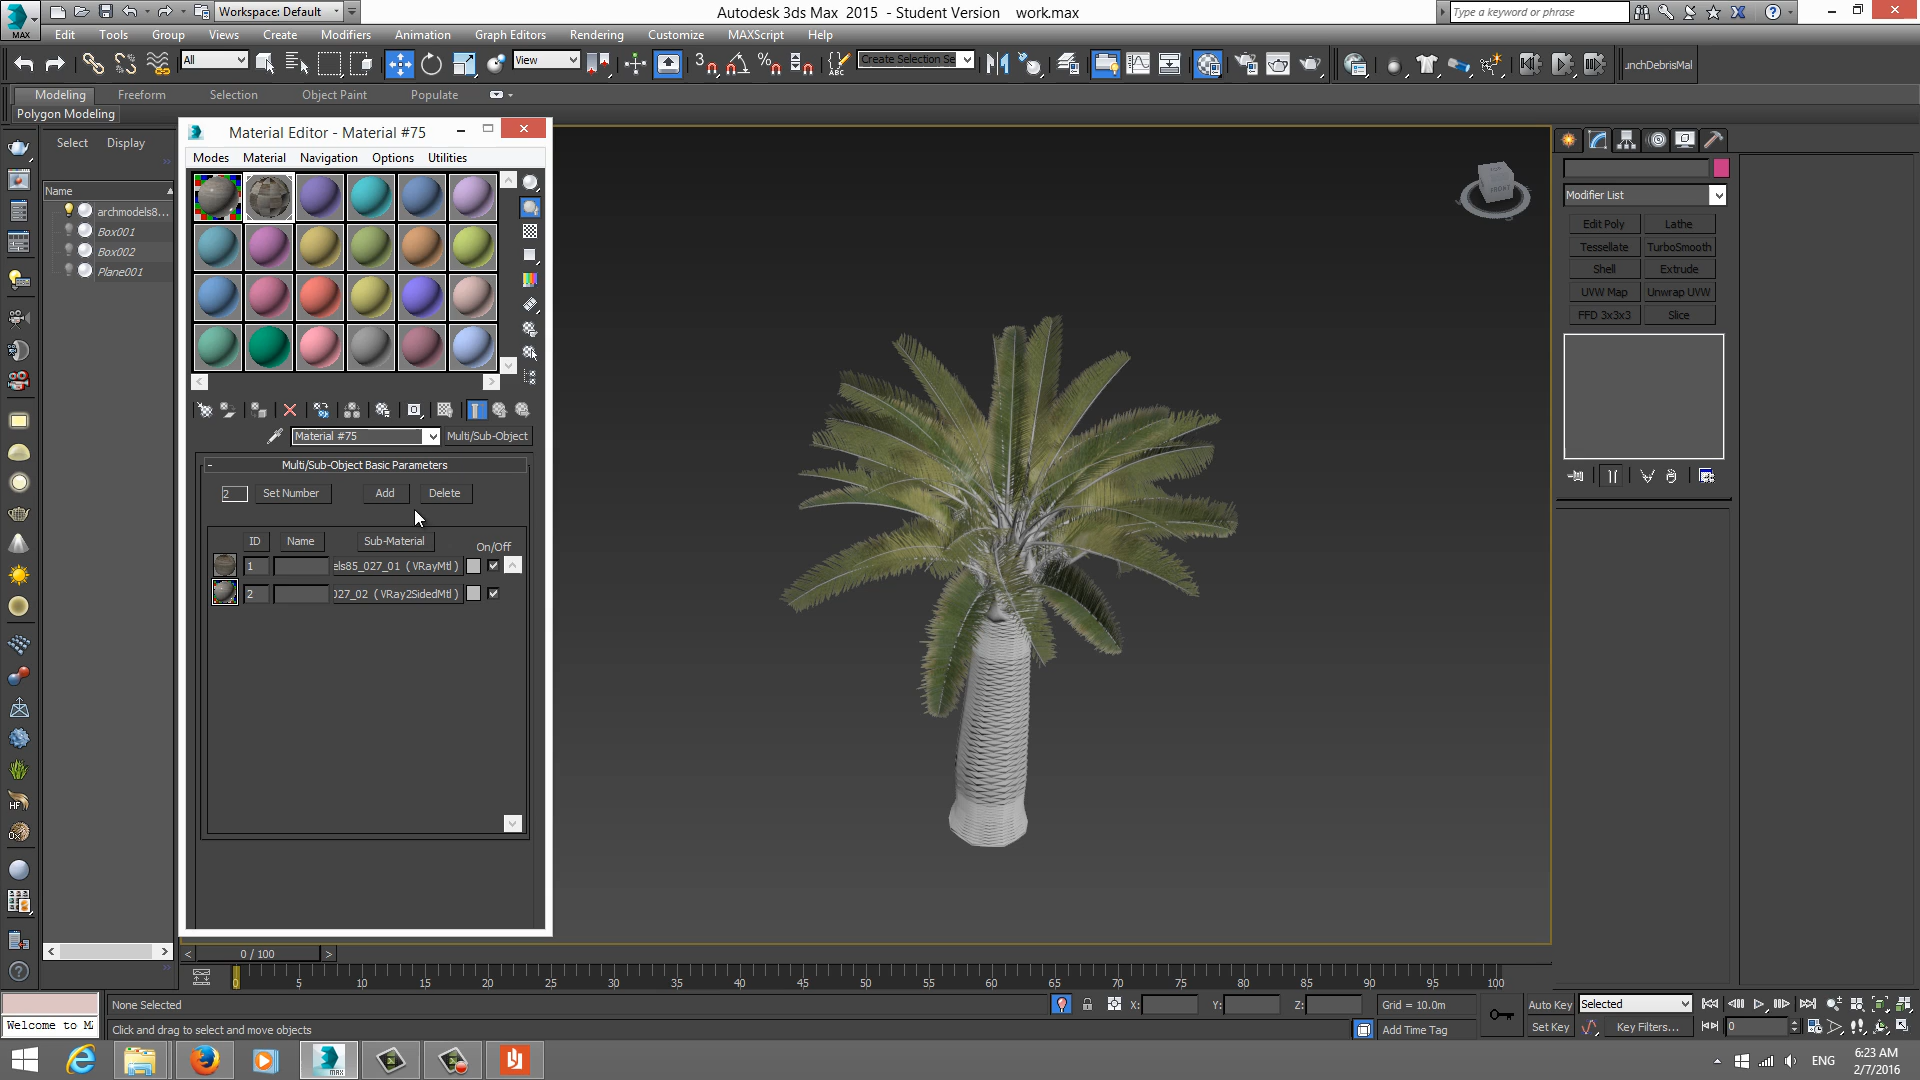 Workspace: Default
Autodesk 3ds Max 2015 - Student Version work.max
Type a keyword or phrase
MAX
Edit Tools Group Views Create Modifiers Animation Graph Editors Rendering Customize MAXScript Help
All
View
3
ABC
Create Selection Se
unchDebrisMal
Modeling Freeform Selection Object Paint Populate
Polygon Modeling
Select Display
Name
archmodels8...
Box001
Box002
Plane001
Material Editor - Material #75
Modes Material Navigation Options Utilities
Material #75
Multi/Sub-Object
Multi/Sub-Object Basic Parameters
2 Set Number Add Delete
ID Name Sub-Material On/Off
1 els85_027_01 ( VRayMtl )
2 027_02 ( VRay2SidedMtl )
FRONT
Modifier List
Edit Poly Lathe
Tessellate TurboSmooth
Shell Extrude
UVW Map Unwrap UVW
FFD 3x3x3 Slice
HF
0 / 100
0 5 10 15 20 25 30 35 40 45 50 55 60 65 70 75 80 85 90 95 100
None Selected
X: Y: Z: Grid = 10.0m
Auto Key Selected
Welcome to M
Click and drag to select and move objects
Add Time Tag
Set Key Key Filters... 0
MAX
ENG
6:23 AM
2/7/2016